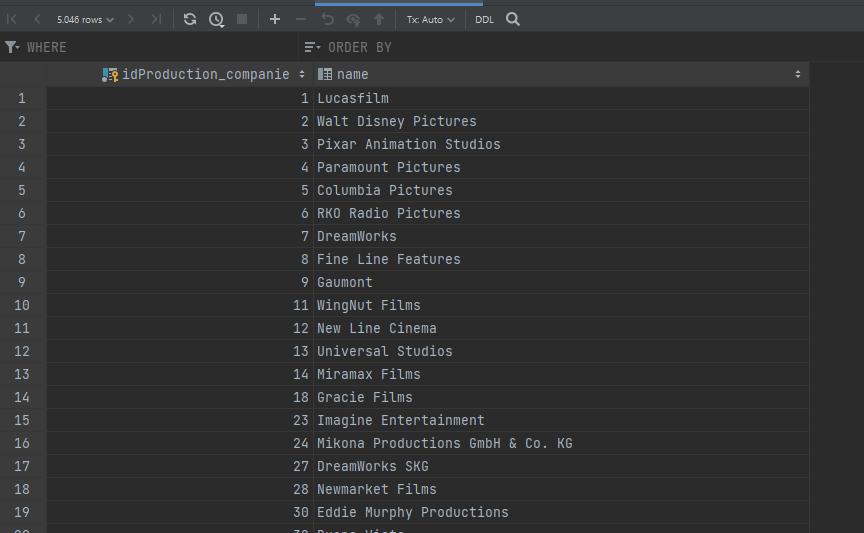 5.046 rows Tx: Auto DDL
WHERE ORDER BY
idProduction_companie name
1 1 Lucasfilm
2 2 Walt Disney Pictures
3 3 Pixar Animation Studios
4 4 Paramount Pictures
5 5 Columbia Pictures
6 6 RKO Radio Pictures
7 7 DreamWorks
8 8 Fine Line Features
9 9 Gaumont
10 11 WingNut Films
11 12 New Line Cinema
12 13 Universal Studios
13 14 Miramax Films
14 18 Gracie Films
15 23 Imagine Entertainment
16 24 Mikona Productions GmbH & Co. KG
17 27 DreamWorks SKG
18 28 Newmarket Films
19 30 Eddie Murphy Productions